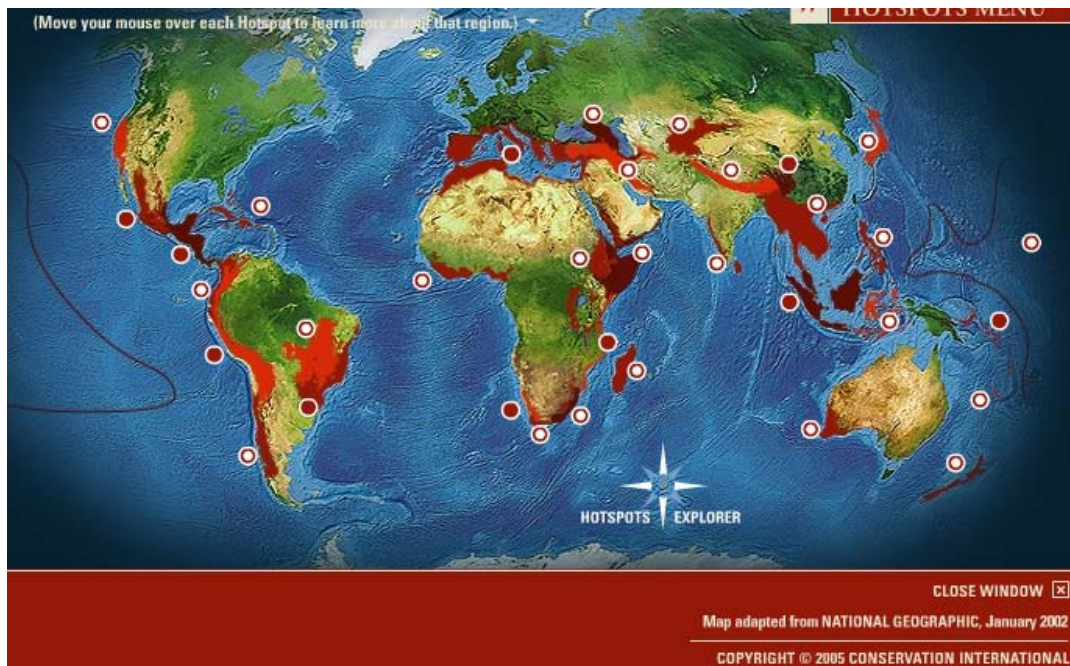 (Move your mouse over each Hotspot to learn more about that region.)
HOTSPOTS MENU
HOTSPOTS EXPLORER
CLOSE WINDOW
Map adapted from NATIONAL GEOGRAPHIC, January 2002
COPYRIGHT © 2005 CONSERVATION INTERNATIONAL